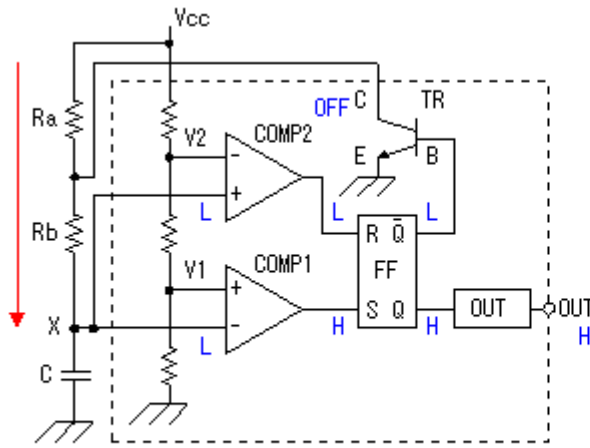 Vcc
Ra
OFF
C
TR
V2
COMP2
E
B
-
+
L
L
L
Rb
R
Q̄
FF
V1
COMP1
+
-
S
Q
OUT
OUT
X
L
H
H
H
C